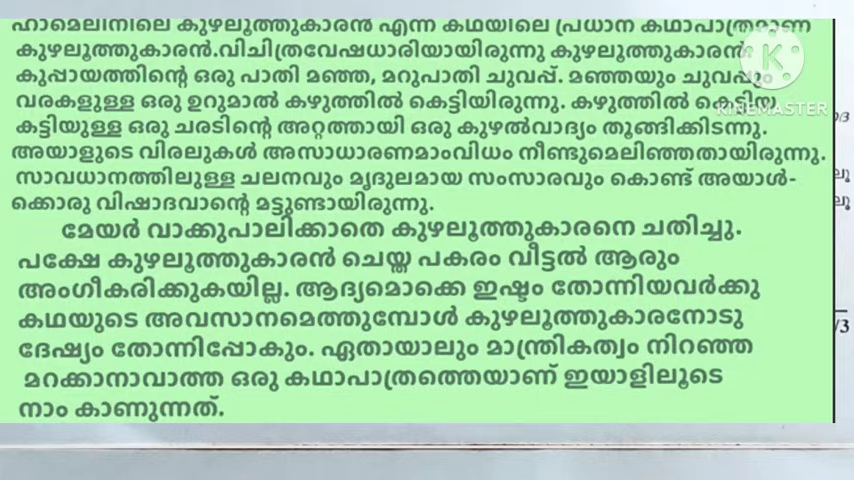 ഹാമെലിനിലെ കുഴലൂത്തുകാരൻ എന്ന കഥയിലെ പ്രധാന കഥാപാത്രമാണ്
കുഴലൂത്തുകാരൻ.വിചിത്രവേഷധാരിയായിരുന്നു കുഴലൂത്തുകാരൻ.
കുപ്പായത്തിന്റെ ഒരു പാതി മഞ്ഞ, മറുപാതി ചുവപ്പ്. മഞ്ഞയും ചുവപ്പും
വരകളുള്ള ഒരു ഉറുമാൽ കഴുത്തിൽ കെട്ടിയിരുന്നു. കഴുത്തിൽ കെട്ടിയ
കട്ടിയുള്ള ഒരു ചരടിന്റെ അറ്റത്തായി ഒരു കുഴൽവാദ്യം തൂങ്ങിക്കിടന്നു.
അയാളുടെ വിരലുകൾ അസാധാരണമാംവിധം നീണ്ടുമെലിഞ്ഞതായിരുന്നു.
സാവധാനത്തിലുള്ള ചലനവും മൃദുലമായ സംസാരവും കൊണ്ട് അയാൾ-
ക്കൊരു വിഷാദവാന്റെ മട്ടുണ്ടായിരുന്നു.
മേയർ വാക്കുപാലിക്കാതെ കുഴലൂത്തുകാരനെ ചതിച്ചു.
പക്ഷേ കുഴലൂത്തുകാരൻ ചെയ്ത പകരം വീട്ടൽ ആരും
അംഗീകരിക്കുകയില്ല. ആദ്യമൊക്കെ ഇഷ്ടം തോന്നിയവർക്കു
കഥയുടെ അവസാനമെത്തുമ്പോൾ കുഴലൂത്തുകാരനോടു
ദേഷ്യം തോന്നിപ്പോകും. ഏതായാലും മാന്ത്രികത്വം നിറഞ്ഞ
മറക്കാനാവാത്ത ഒരു കഥാപാത്രത്തെയാണ് ഇയാളിലൂടെ
നാം കാണുന്നത്.
KINEMASTER
/3